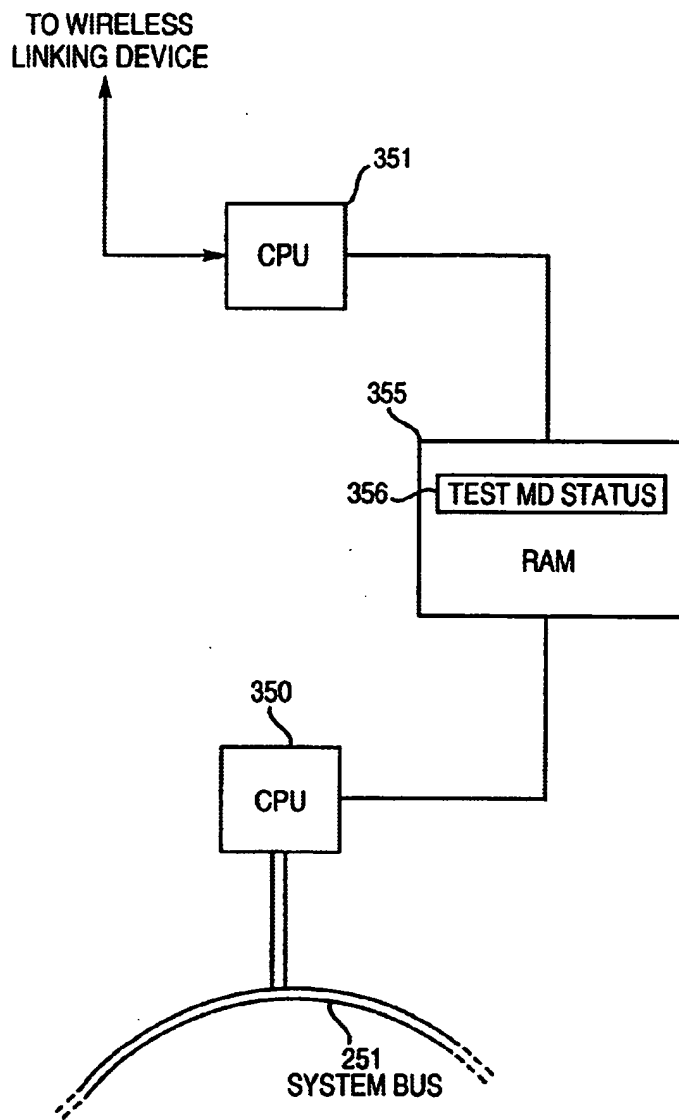 TO WIRELESS
LINKING DEVICE
351
CPU
355
356
TEST MD STATUS
RAM
350
CPU
251
SYSTEM BUS